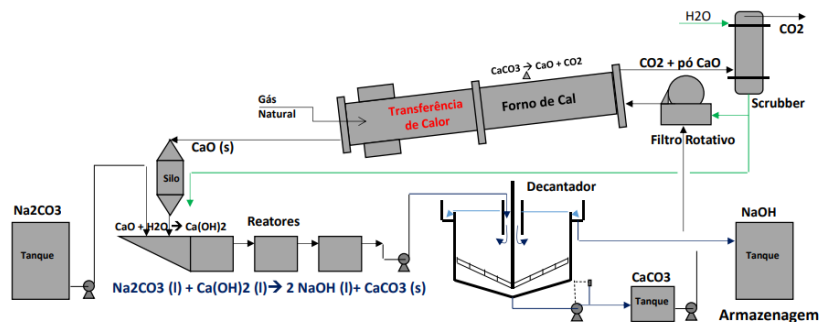 H2O
CO2
CaCO3 → CaO + CO2
CO2 + pó CaO
Gás
Natural
Transferência
de Calor
Forno de Cal
Scrubber
Filtro Rotativo
CaO (s)
Silo
Decantador
Na2CO3
CaO + H2O → Ca(OH)2
Reatores
NaOH
Tanque
CaCO3
Tanque
Tanque
Na2CO3 (l) + Ca(OH)2 (l)→ 2 NaOH (l)+ CaCO3 (s)
Armazenagem